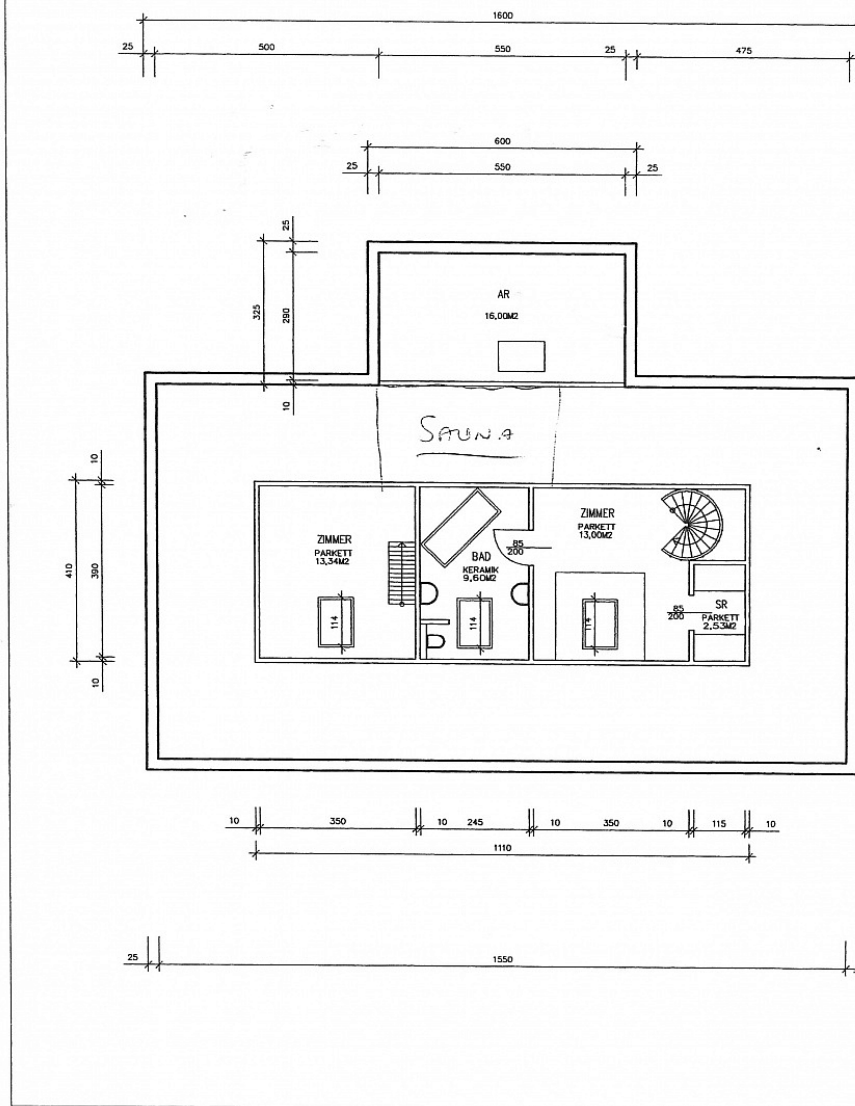 1600
25 500 550 25 475
600
25 550 25
25
325 290
10
AR
16,00M2
SAUNA
10
410 390
10
ZIMMER
PARKETT
13,34M2
114
BAD
KERAMIK
9,60M2
114
85
200
ZIMMER
PARKETT
13,00M2
114
85
200
SR
PARKETT
2,53M2
10 350 10 245 10 350 10 115 10
1110
25 1550